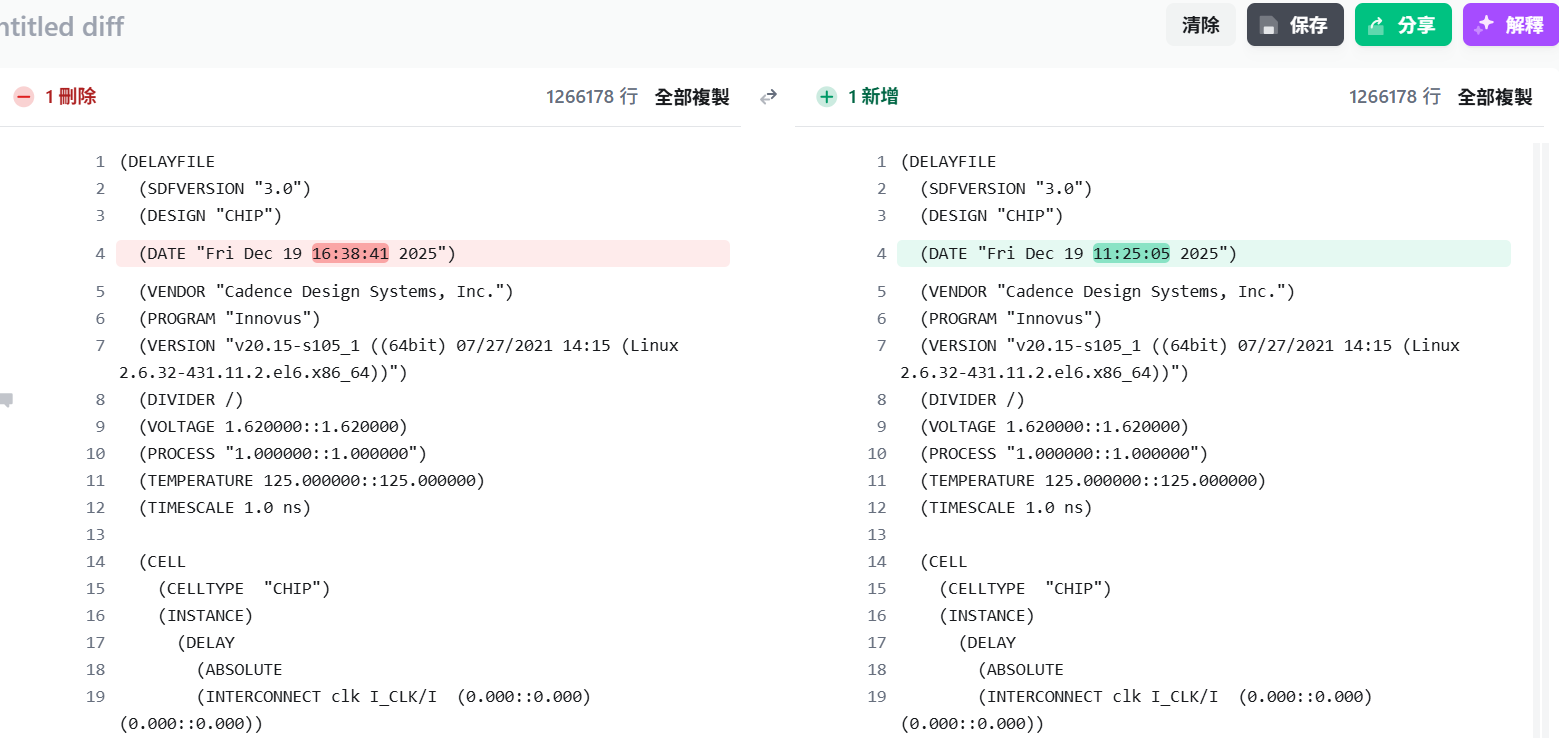 ntitled diff
清除
保存
分享
解釋
1 刪除
1266178 行
全部複製
1 新增
1266178 行
全部複製
1 (DELAYFILE
2 (SDFVERSION "3.0")
3 (DESIGN "CHIP")
4 (DATE "Fri Dec 19 16:38:41 2025")
5 (VENDOR "Cadence Design Systems, Inc.")
6 (PROGRAM "Innovus")
7 (VERSION "v20.15-s105_1 ((64bit) 07/27/2021 14:15 (Linux
2.6.32-431.11.2.el6.x86_64))")
8 (DIVIDER /)
9 (VOLTAGE 1.620000::1.620000)
10 (PROCESS "1.000000::1.000000")
11 (TEMPERATURE 125.000000::125.000000)
12 (TIMESCALE 1.0 ns)
13
14 (CELL
15 (CELLTYPE  "CHIP")
16 (INSTANCE)
17 (DELAY
18 (ABSOLUTE
19 (INTERCONNECT clk I_CLK/I  (0.000::0.000)
(0.000::0.000))
1 (DELAYFILE
2 (SDFVERSION "3.0")
3 (DESIGN "CHIP")
4 (DATE "Fri Dec 19 11:25:05 2025")
5 (VENDOR "Cadence Design Systems, Inc.")
6 (PROGRAM "Innovus")
7 (VERSION "v20.15-s105_1 ((64bit) 07/27/2021 14:15 (Linux
2.6.32-431.11.2.el6.x86_64))")
8 (DIVIDER /)
9 (VOLTAGE 1.620000::1.620000)
10 (PROCESS "1.000000::1.000000")
11 (TEMPERATURE 125.000000::125.000000)
12 (TIMESCALE 1.0 ns)
13
14 (CELL
15 (CELLTYPE  "CHIP")
16 (INSTANCE)
17 (DELAY
18 (ABSOLUTE
19 (INTERCONNECT clk I_CLK/I  (0.000::0.000)
(0.000::0.000))